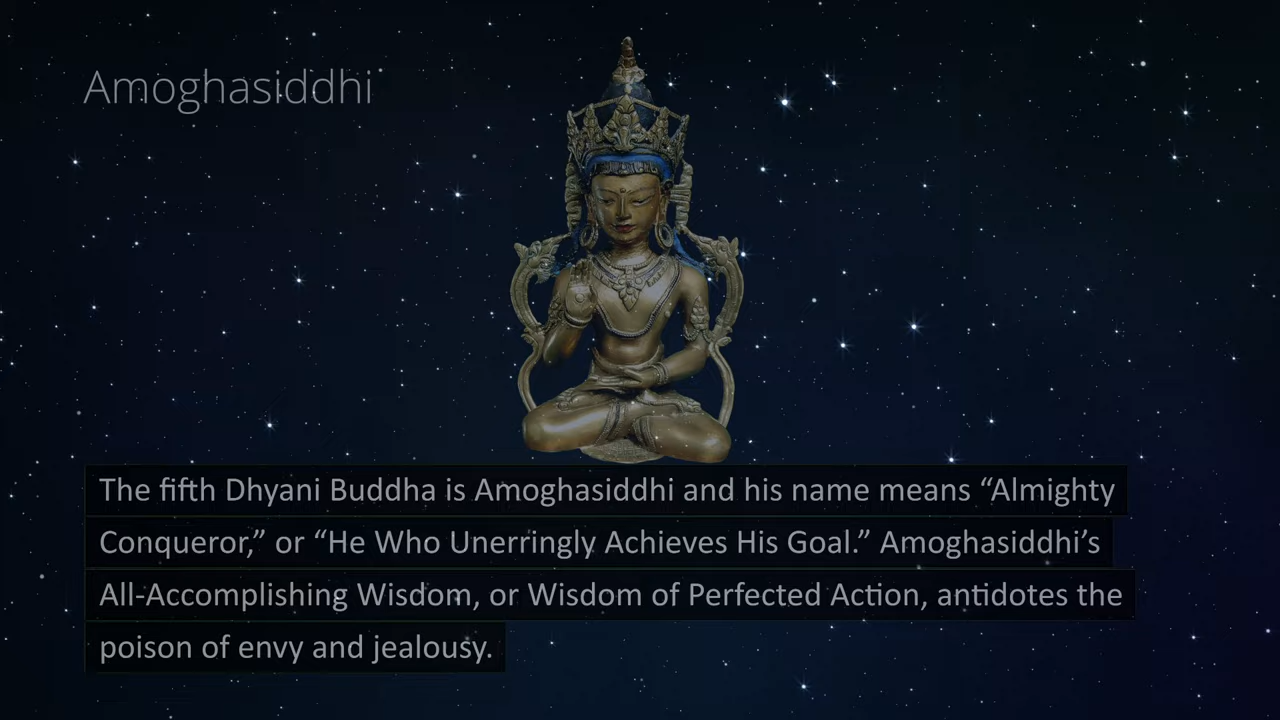 Amoghasiddhi
The fifth Dhyani Buddha is Amoghasiddhi and his name means “Almighty
Conqueror,” or “He Who Unerringly Achieves His Goal.” Amoghasiddhi’s
All-Accomplishing Wisdom, or Wisdom of Perfected Action, antidotes the
poison of envy and jealousy.